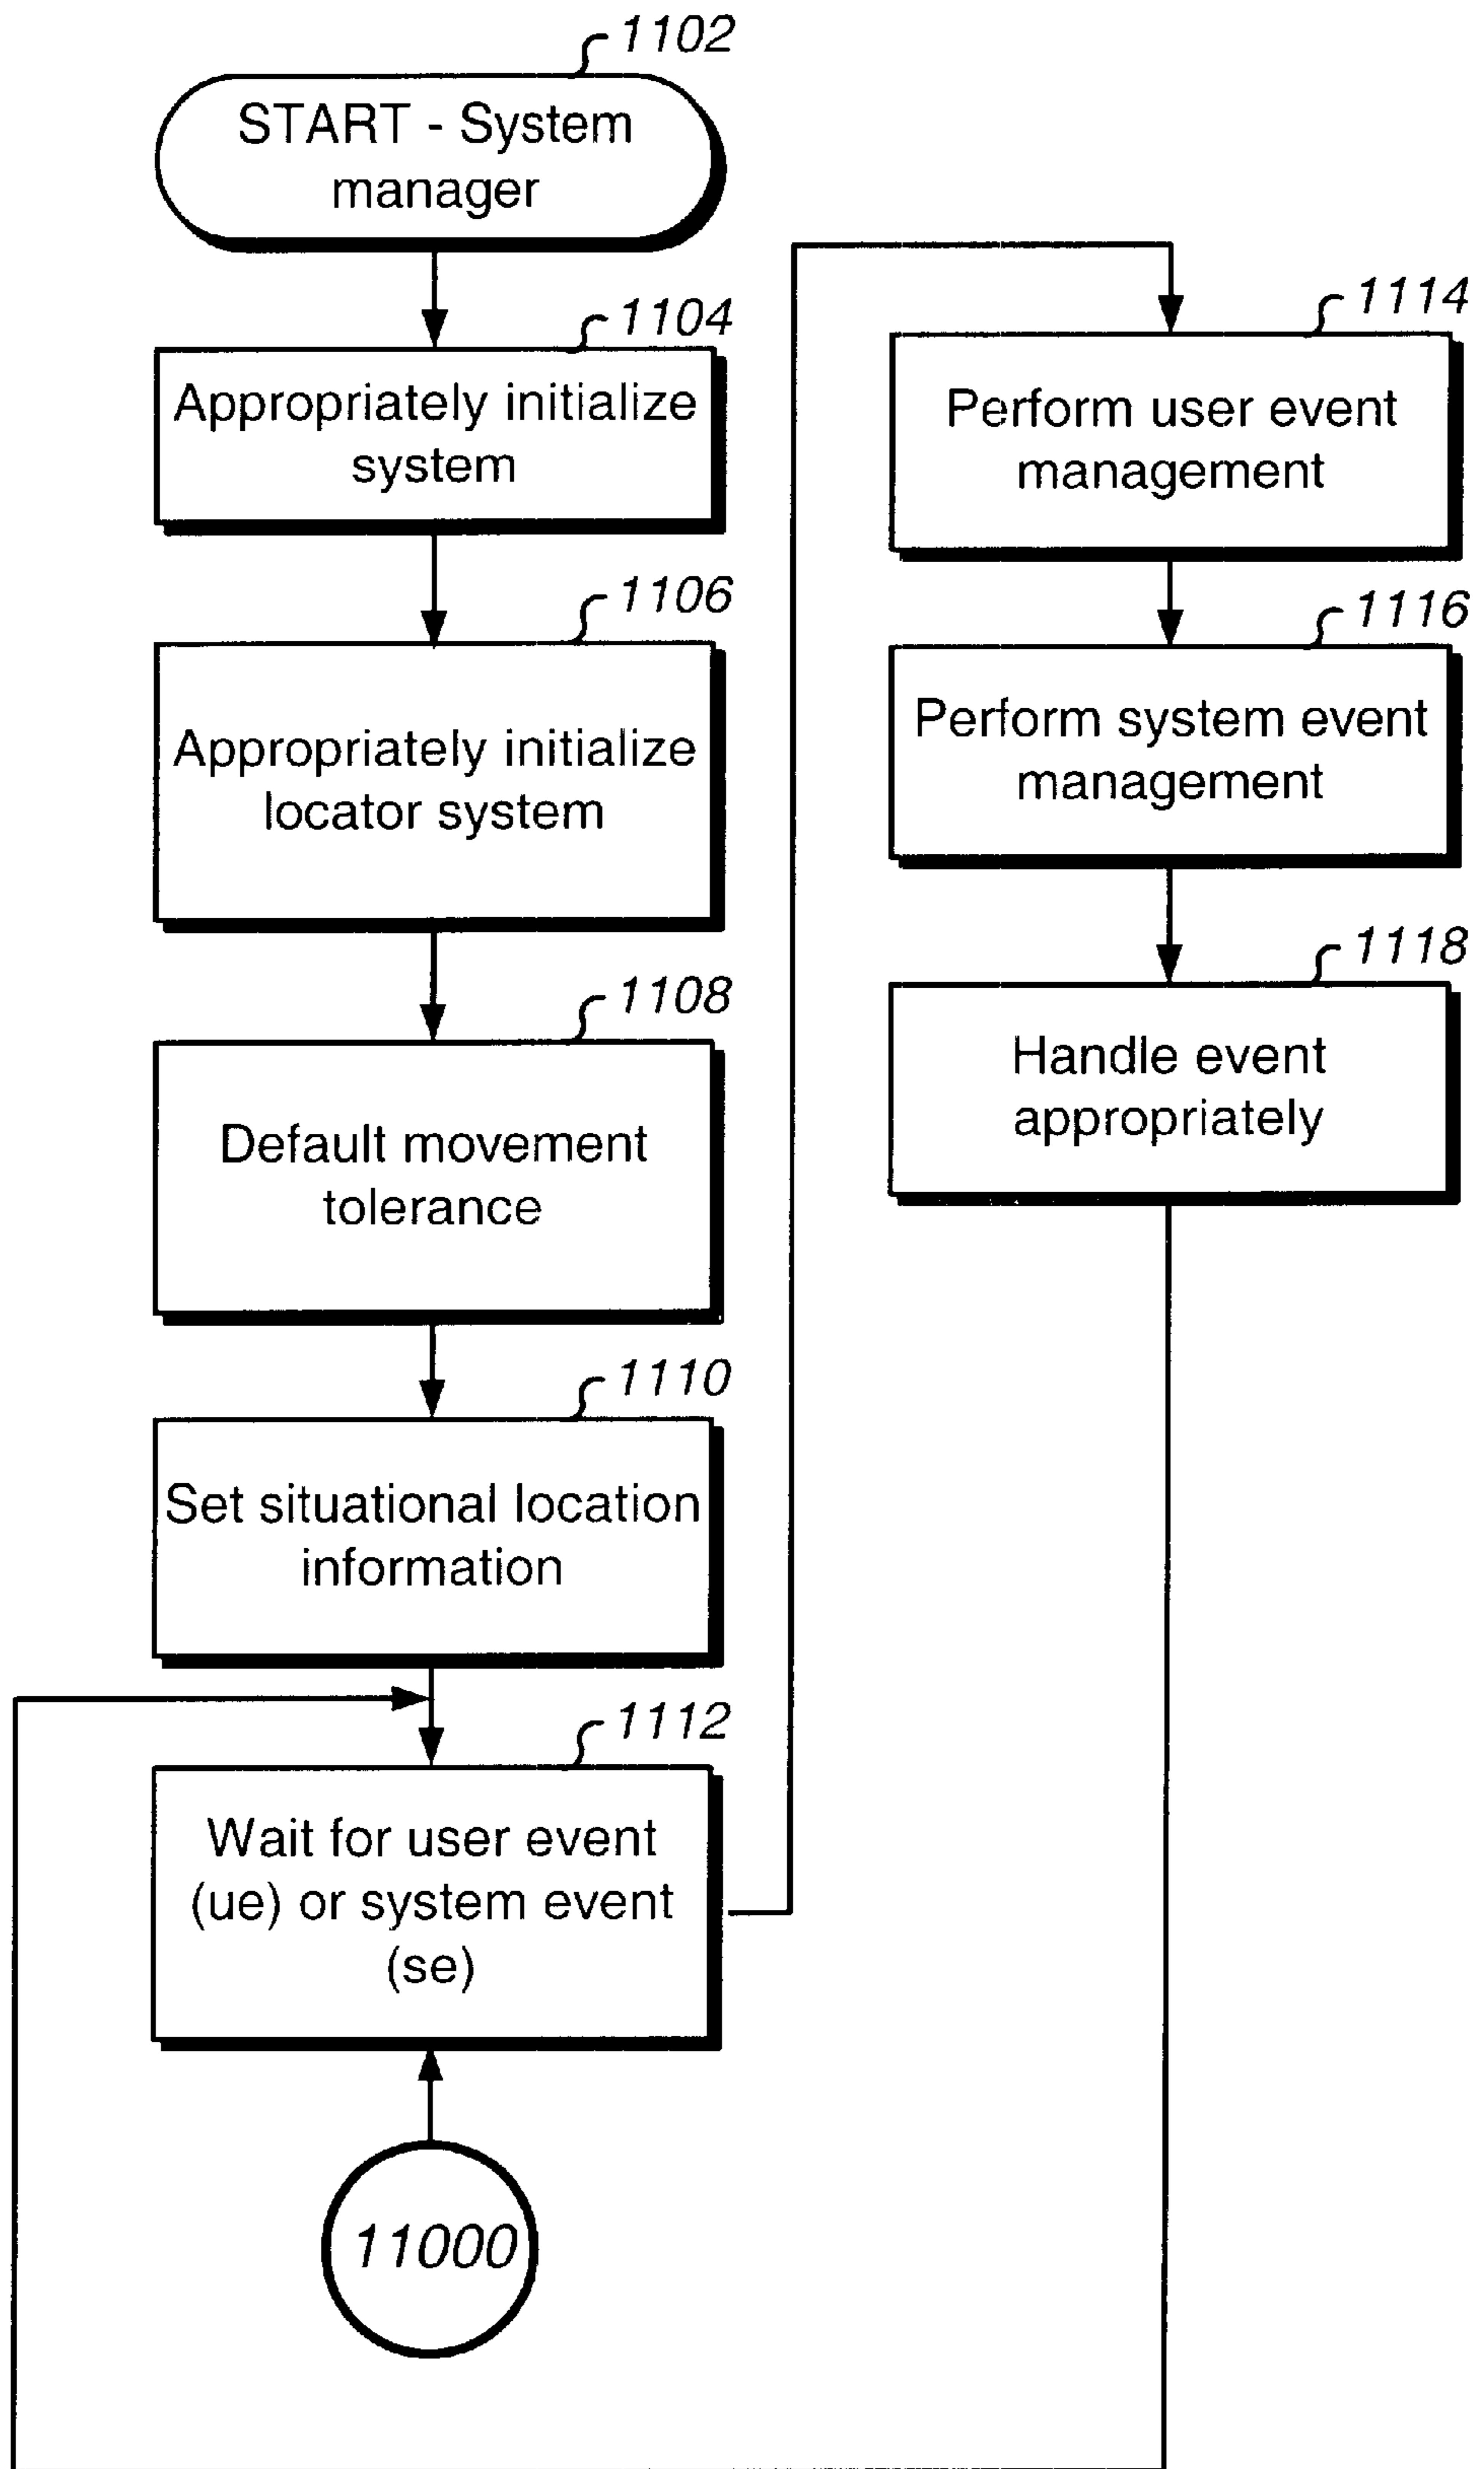 1102
START - System
manager
1104
Appropriately initialize
system
1106
Appropriately initialize
locator system
1108
Default movement
tolerance
1110
Set situational location
information
1112
Wait for user event
(ue) or system event
(se)
11000
1114
Perform user event
management
1116
Perform system event
management
1118
Handle event
appropriately